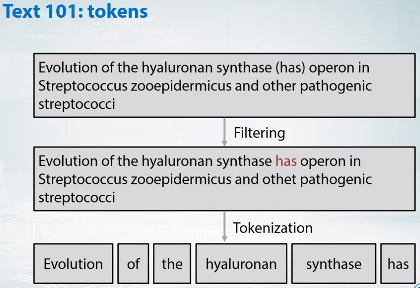 Text 101: tokens
Evolution of the hyaluronan synthase (has) operon in
Streptococcus zooepidermicus and other pathogenic
streptococci
Filtering
Evolution of the hyaluronan synthase has operon in
Streptococcus zooepidermicus and othet pathogenic
streptococci
Tokenization
Evolution of the hyaluronan synthase has